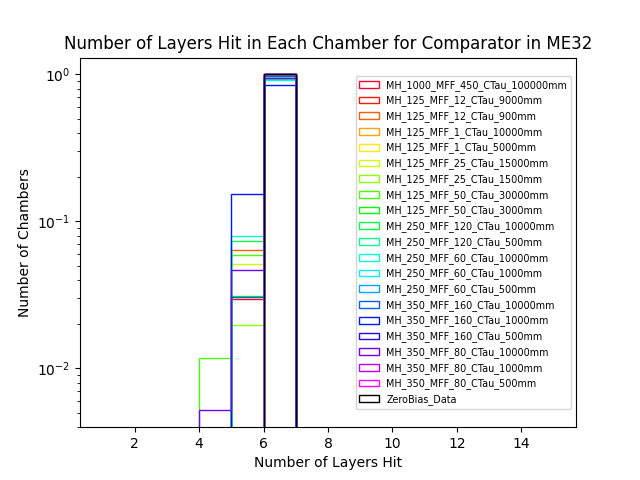 Number of Layers Hit in Each Chamber for Comparator in ME32
10^0
10^-1
10^-2
Number of Chambers
MH_1000_MFF_450_CTau_100000mm
MH_125_MFF_12_CTau_9000mm
MH_125_MFF_12_CTau_900mm
MH_125_MFF_1_CTau_10000mm
MH_125_MFF_1_CTau_5000mm
MH_125_MFF_25_CTau_15000mm
MH_125_MFF_25_CTau_1500mm
MH_125_MFF_50_CTau_30000mm
MH_125_MFF_50_CTau_3000mm
MH_250_MFF_120_CTau_10000mm
MH_250_MFF_120_CTau_500mm
MH_250_MFF_60_CTau_10000mm
MH_250_MFF_60_CTau_1000mm
MH_250_MFF_60_CTau_500mm
MH_350_MFF_160_CTau_10000mm
MH_350_MFF_160_CTau_1000mm
MH_350_MFF_160_CTau_500mm
MH_350_MFF_80_CTau_10000mm
MH_350_MFF_80_CTau_1000mm
MH_350_MFF_80_CTau_500mm
ZeroBias_Data
2 4 6 8 10 12 14
Number of Layers Hit